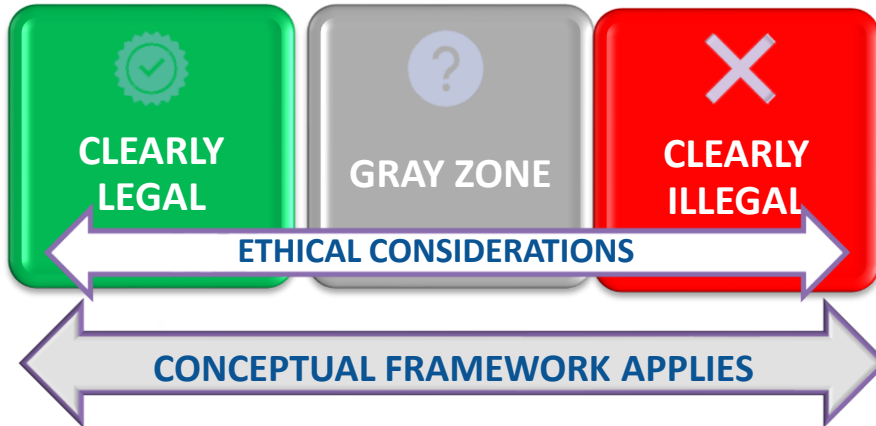 CLEARLY
LEGAL
?
GRAY ZONE
CLEARLY
ILLEGAL
ETHICAL CONSIDERATIONS
CONCEPTUAL FRAMEWORK APPLIES